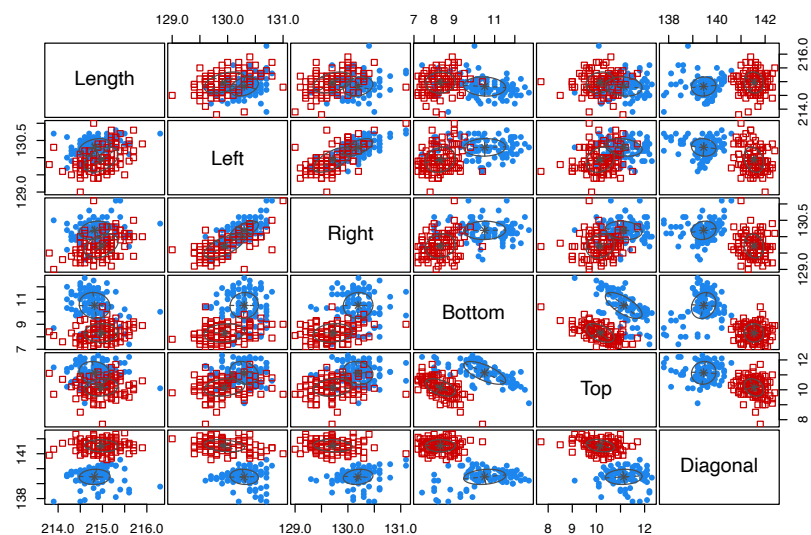 129.0 130.0 131.0 7 8 9 11 138 140 142
Length
214.0 216.0
129.0 130.5
Left
Right
129.0 130.5
7 8 9 11
Bottom
Top
8 10 12
138 141
Diagonal
214.0 215.0 216.0 129.0 130.0 131.0 8 9 10 11 12